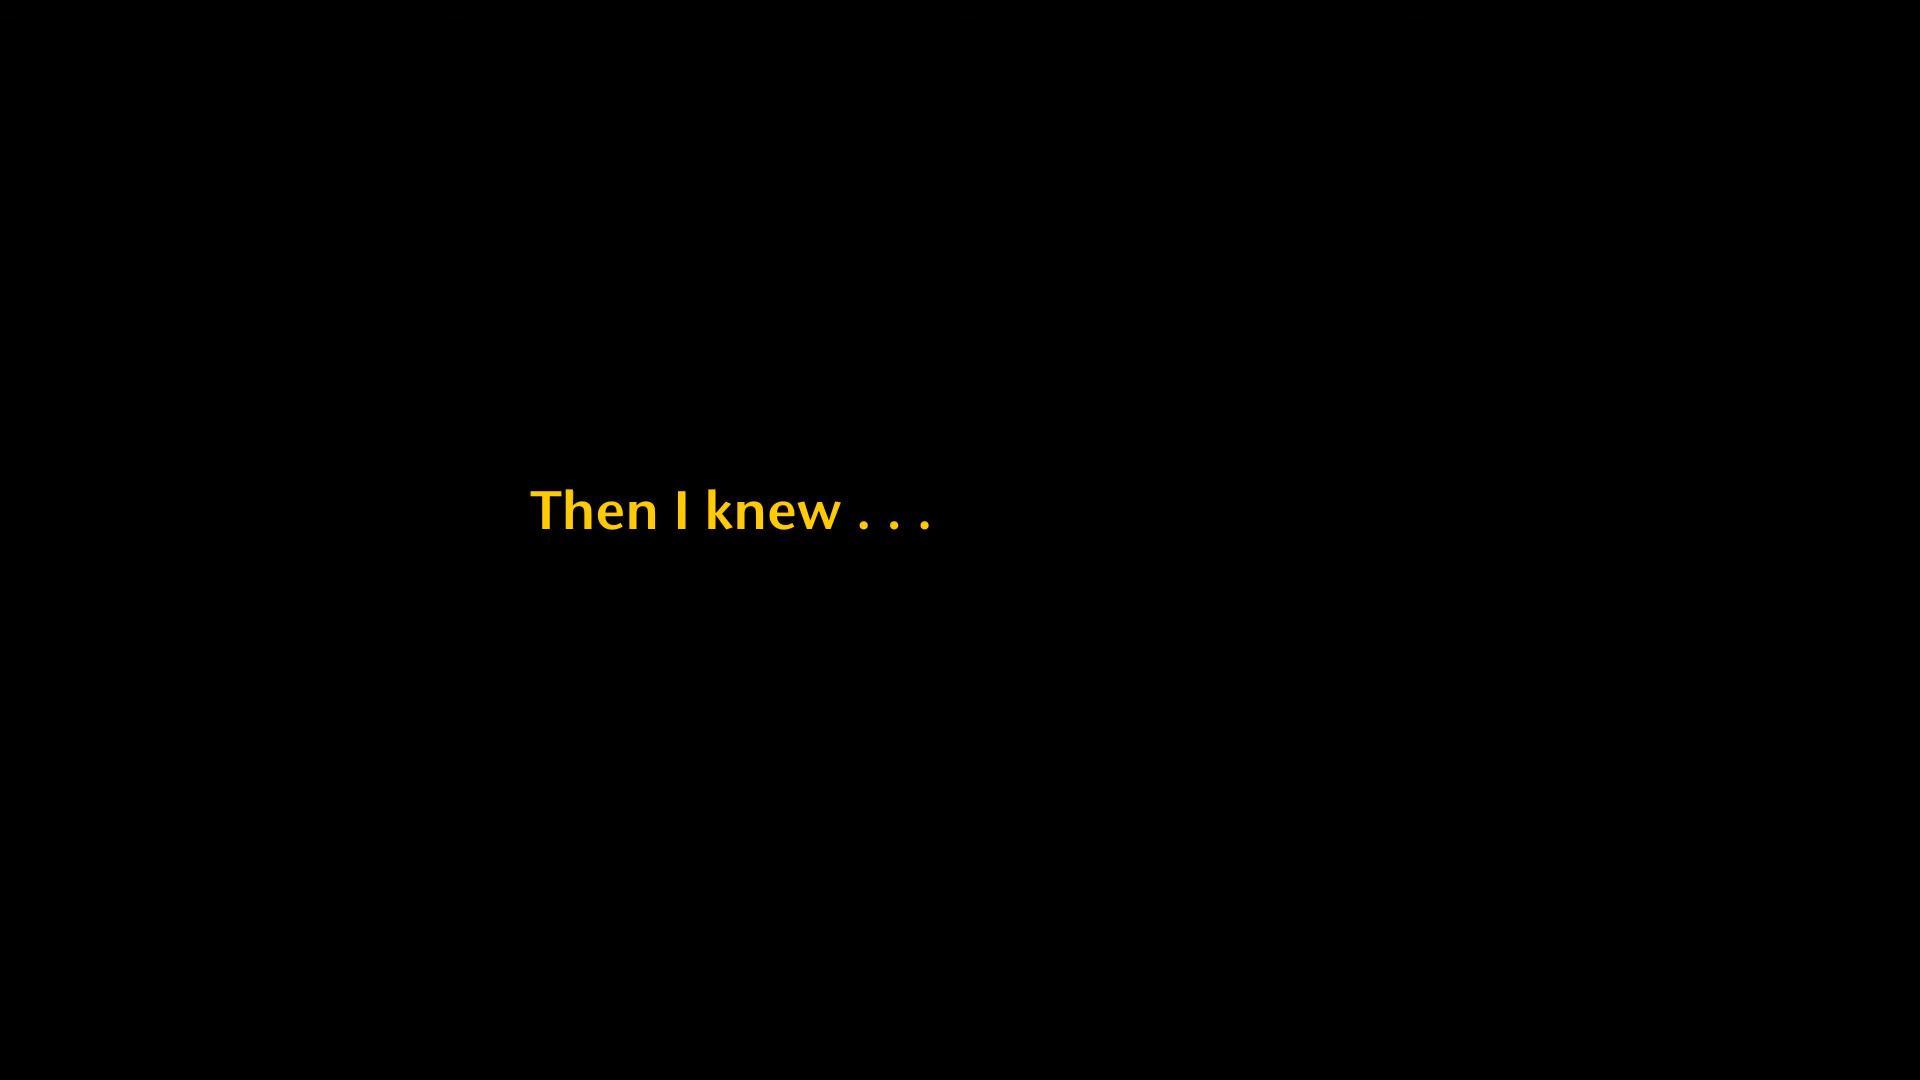 Then I knew . . .